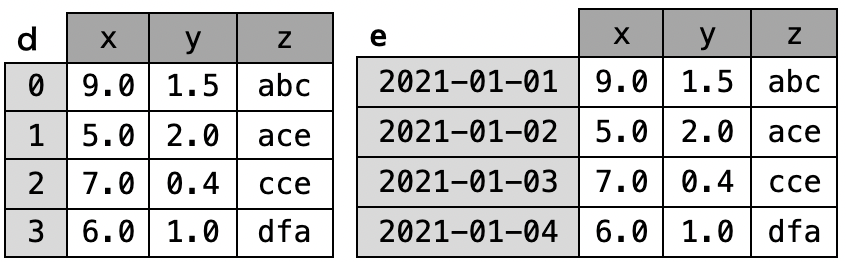 d x y z
0 9.0 1.5 abc
1 5.0 2.0 ace
2 7.0 0.4 cce
3 6.0 1.0 dfa
e x y z
2021-01-01 9.0 1.5 abc
2021-01-02 5.0 2.0 ace
2021-01-03 7.0 0.4 cce
2021-01-04 6.0 1.0 dfa